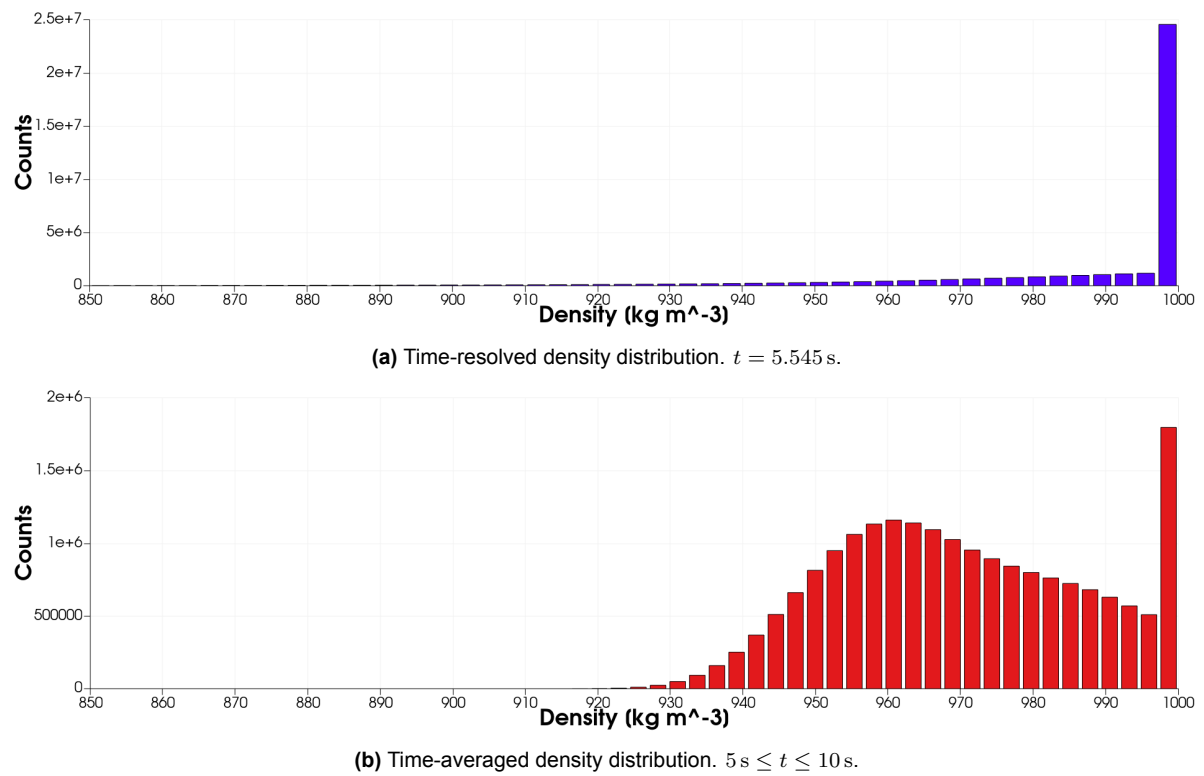 2.5e+7
2e+7
1.5e+7
1e+7
5e+6
0
Counts
850 860 870 880 890 900 910 920 930 940 950 960 970 980 990 1000
Density (kg m^-3)
(a) Time-resolved density distribution. t = 5.545 s.
2e+6
1.5e+6
1e+6
500000
0
Counts
850 860 870 880 890 900 910 920 930 940 950 960 970 980 990 1000
Density (kg m^-3)
(b) Time-averaged density distribution. 5 s ≤ t ≤ 10 s.